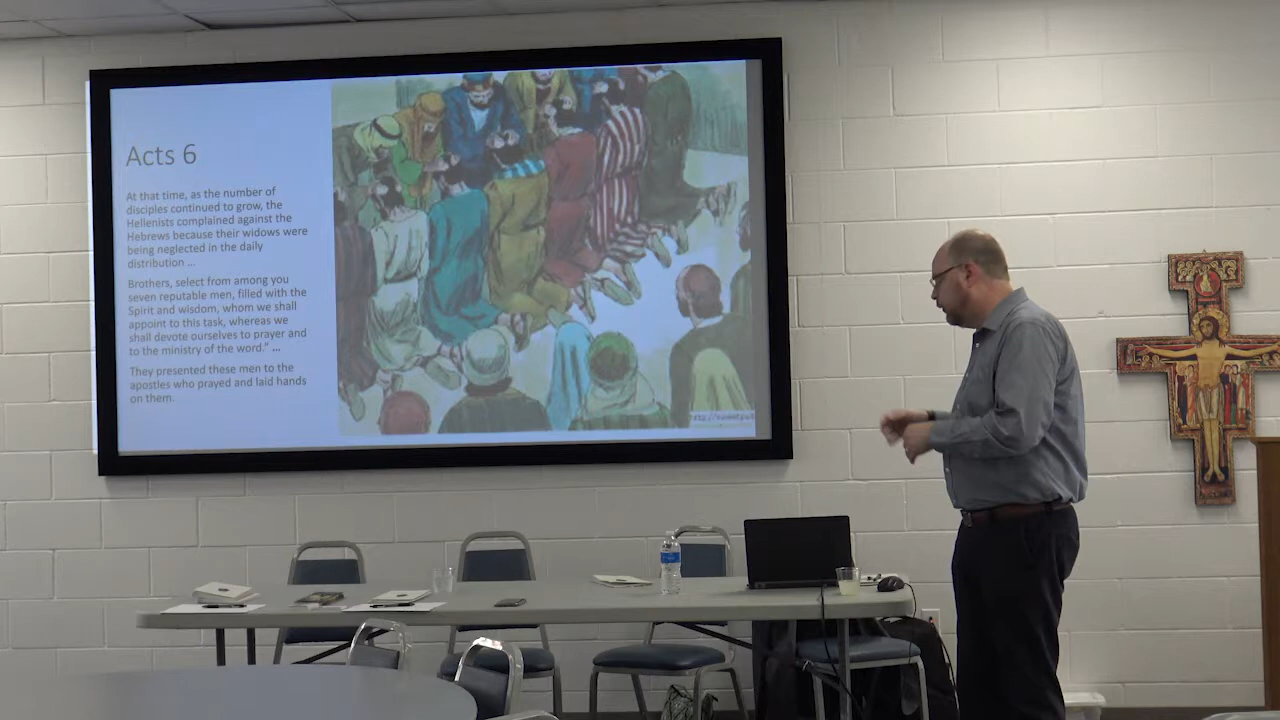 Acts 6
At that time, as the number of
disciples continued to grow, the
Hellenists complained against the
Hebrews because their widows were
being neglected in the daily
distribution ...
Brothers, select from among you
seven reputable men, filled with the
Spirit and wisdom, whom we shall
appoint to this task, whereas we
shall devote ourselves to prayer and
to the ministry of the word.” ...
They presented these men to the
apostles who prayed and laid hands
on them.